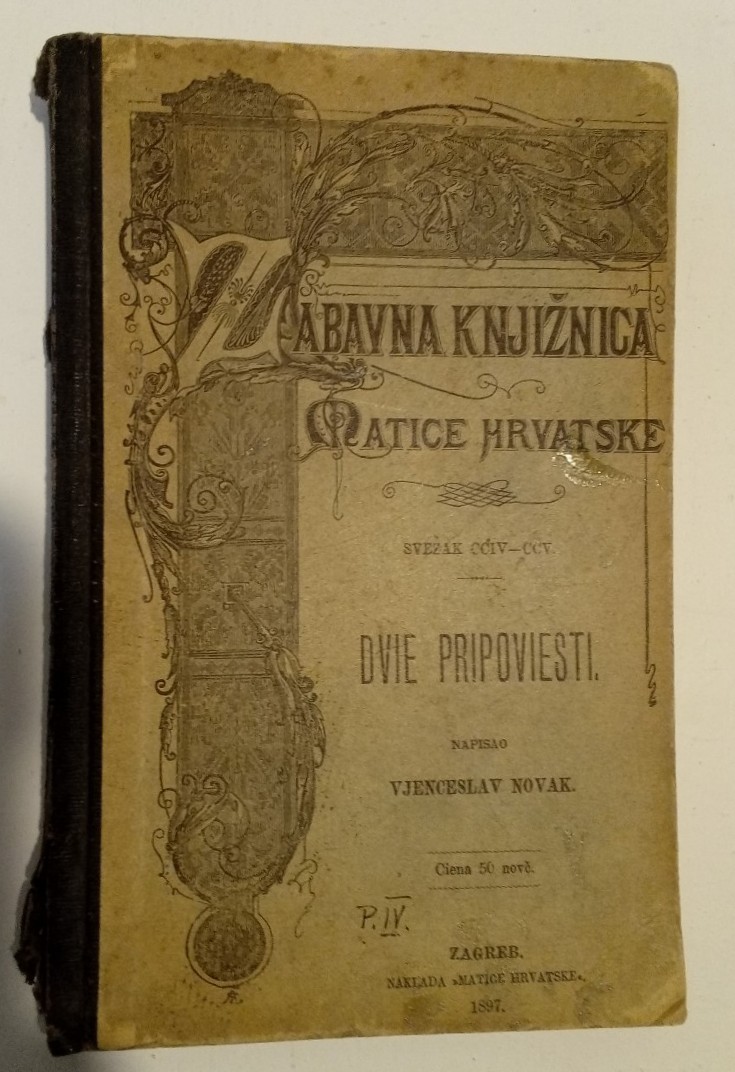 ZABAVNA KNJIŽNICA
MATICE HRVATSKE
SVEZAK CCIV—CCV.
DVIE PRIPOVIESTI.
NAPISAO
VJENCESLAV NOVAK.
Ciena 50 novč.
P. IV.
ZAGREB.
NAKLADA »MATICE HRVATSKE«.
1897.